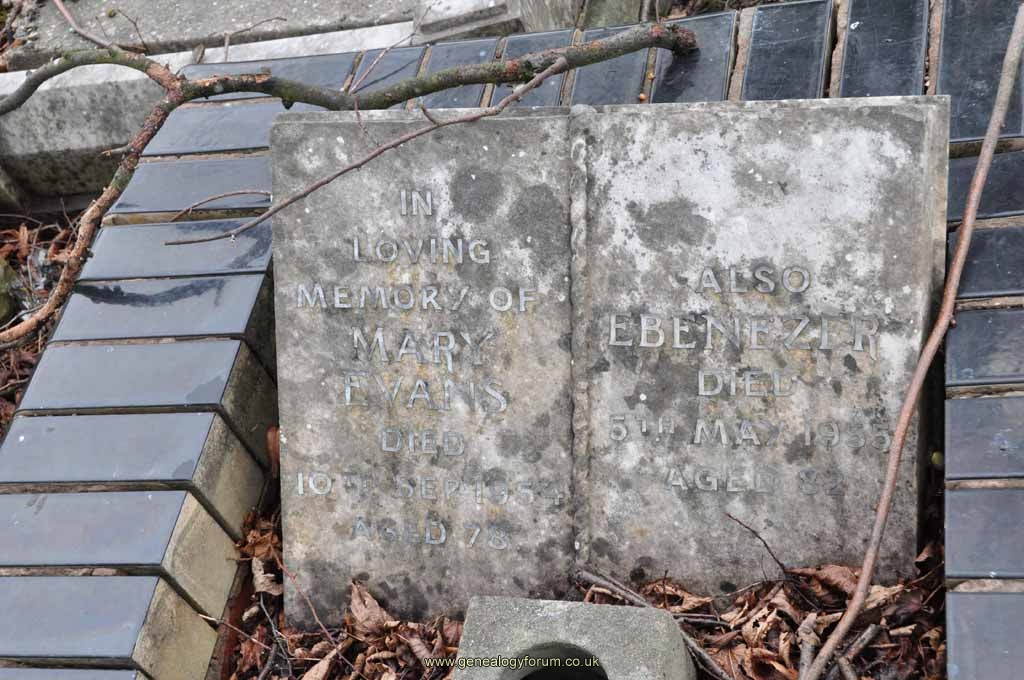 IN
LOVING
MEMORY OF
MARY
EVANS
DIED
10TH SEP 1954
AGED 78
ALSO
EBENEZER
DIED
5TH MAY 1955
AGED 82
www.genealogyforum.co.uk